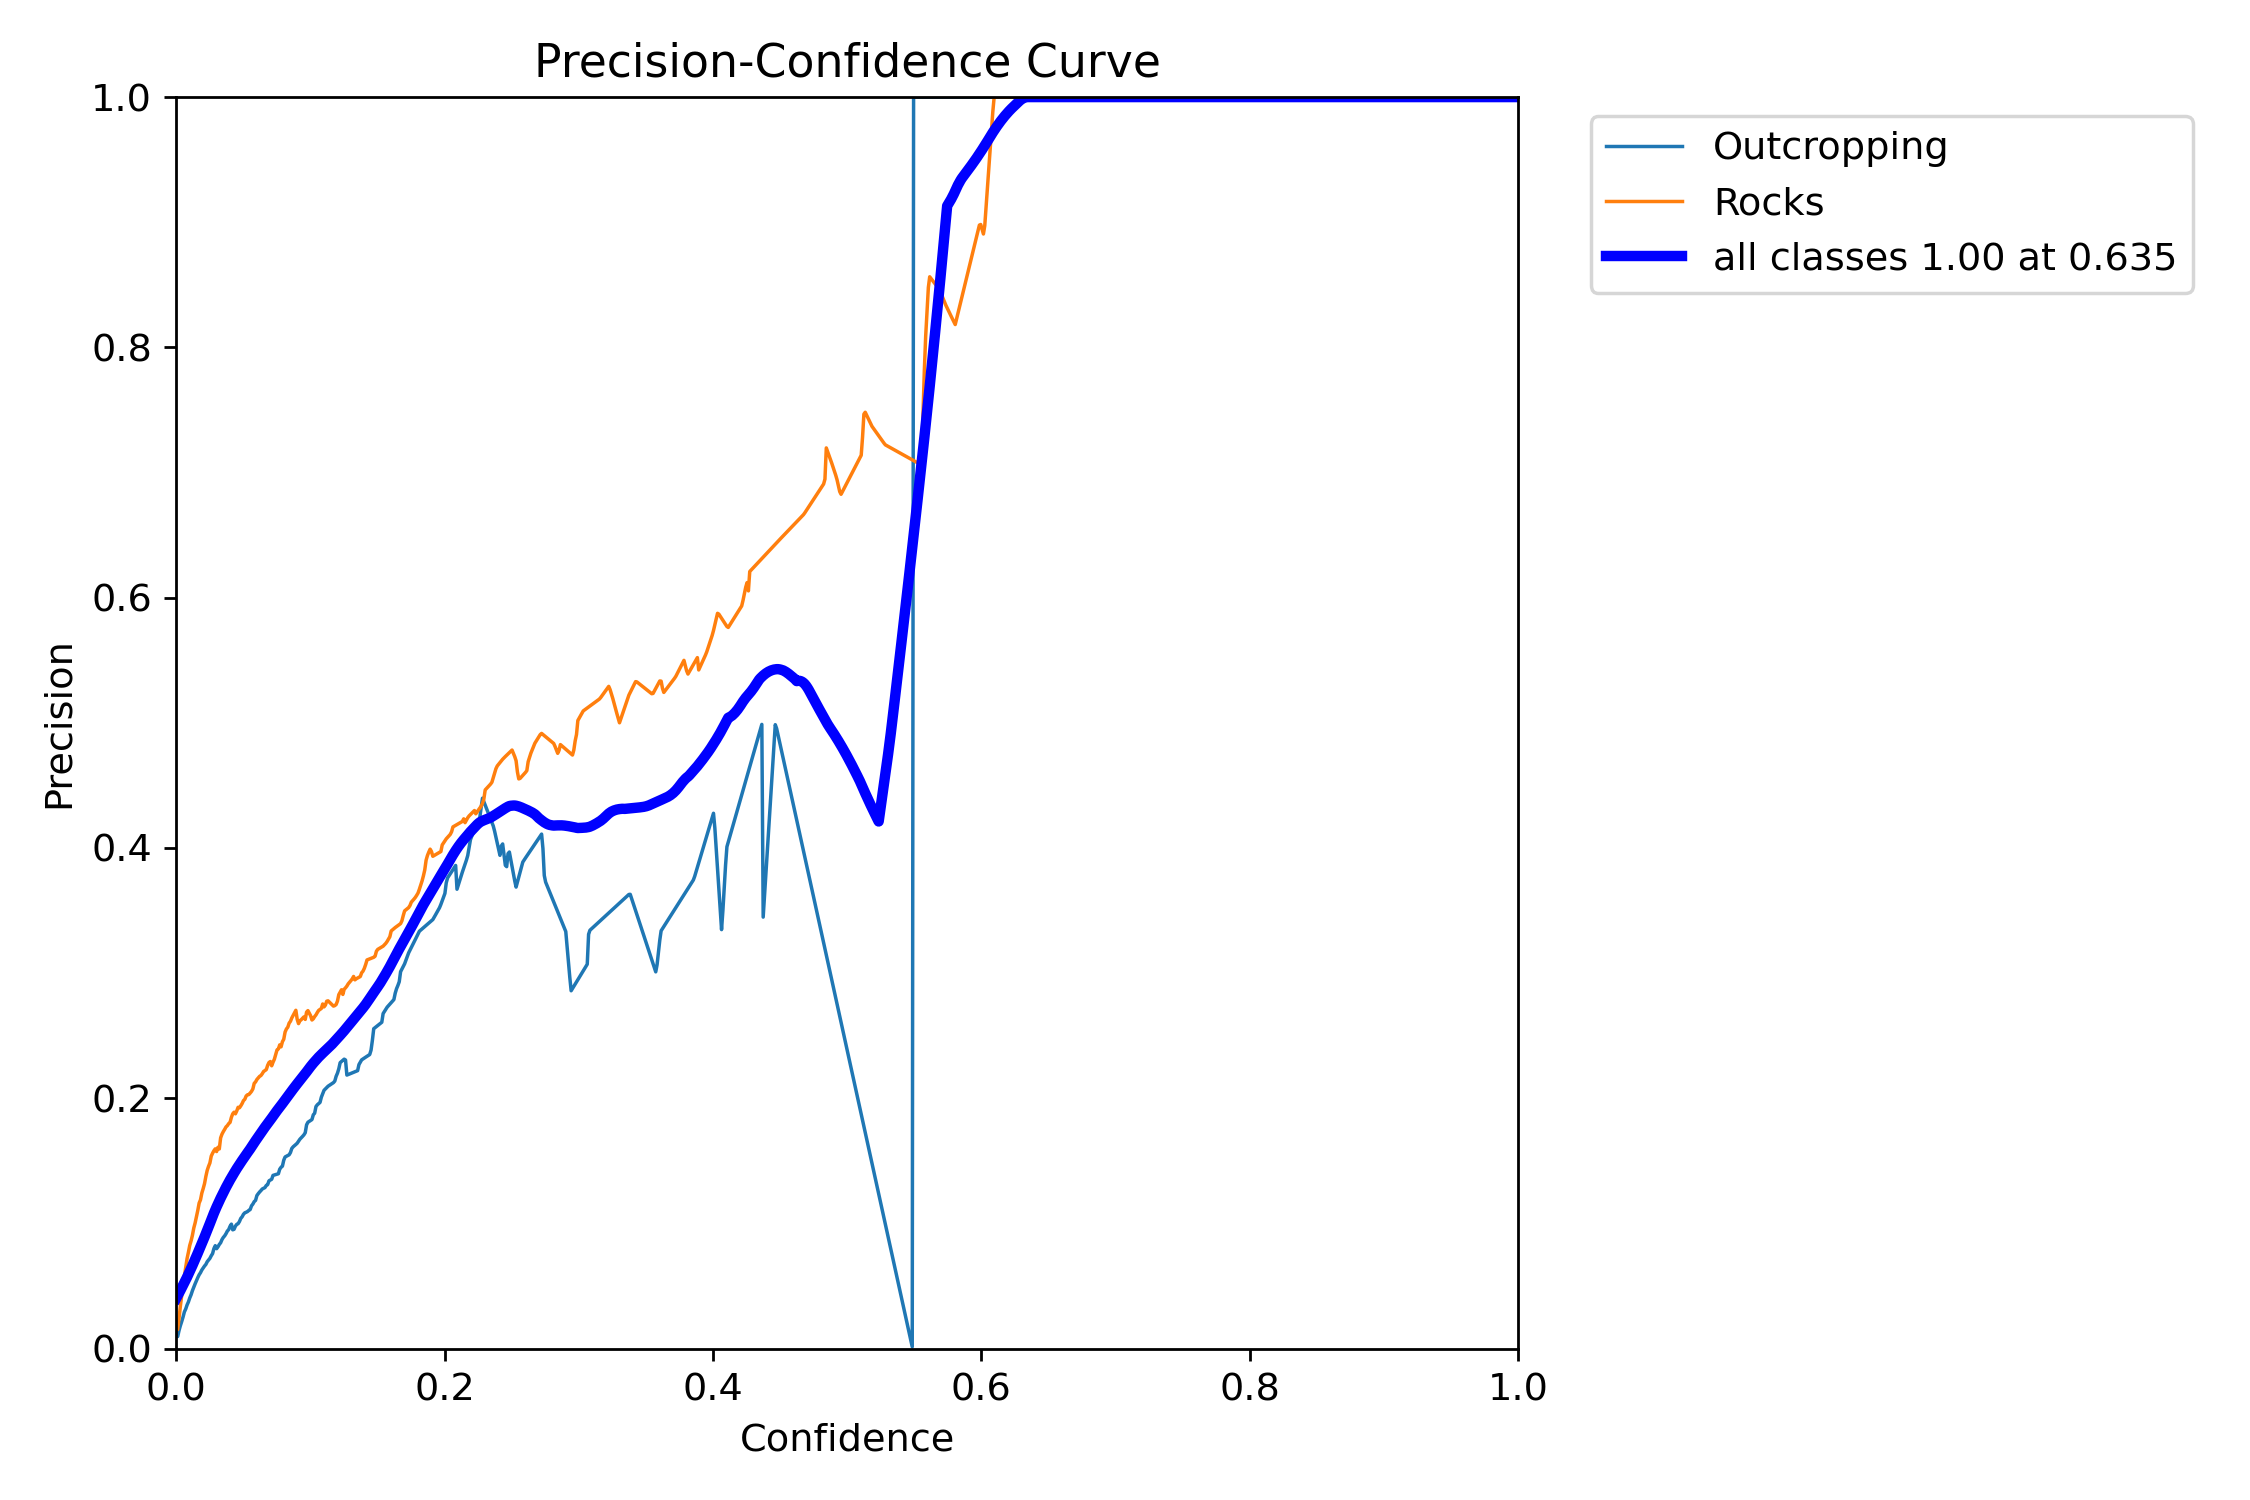 Precision-Confidence Curve
1.0
0.8
0.6
0.4
0.2
0.0
Precision
0.0 0.2 0.4 0.6 0.8 1.0
Confidence
Outcropping
Rocks
all classes 1.00 at 0.635